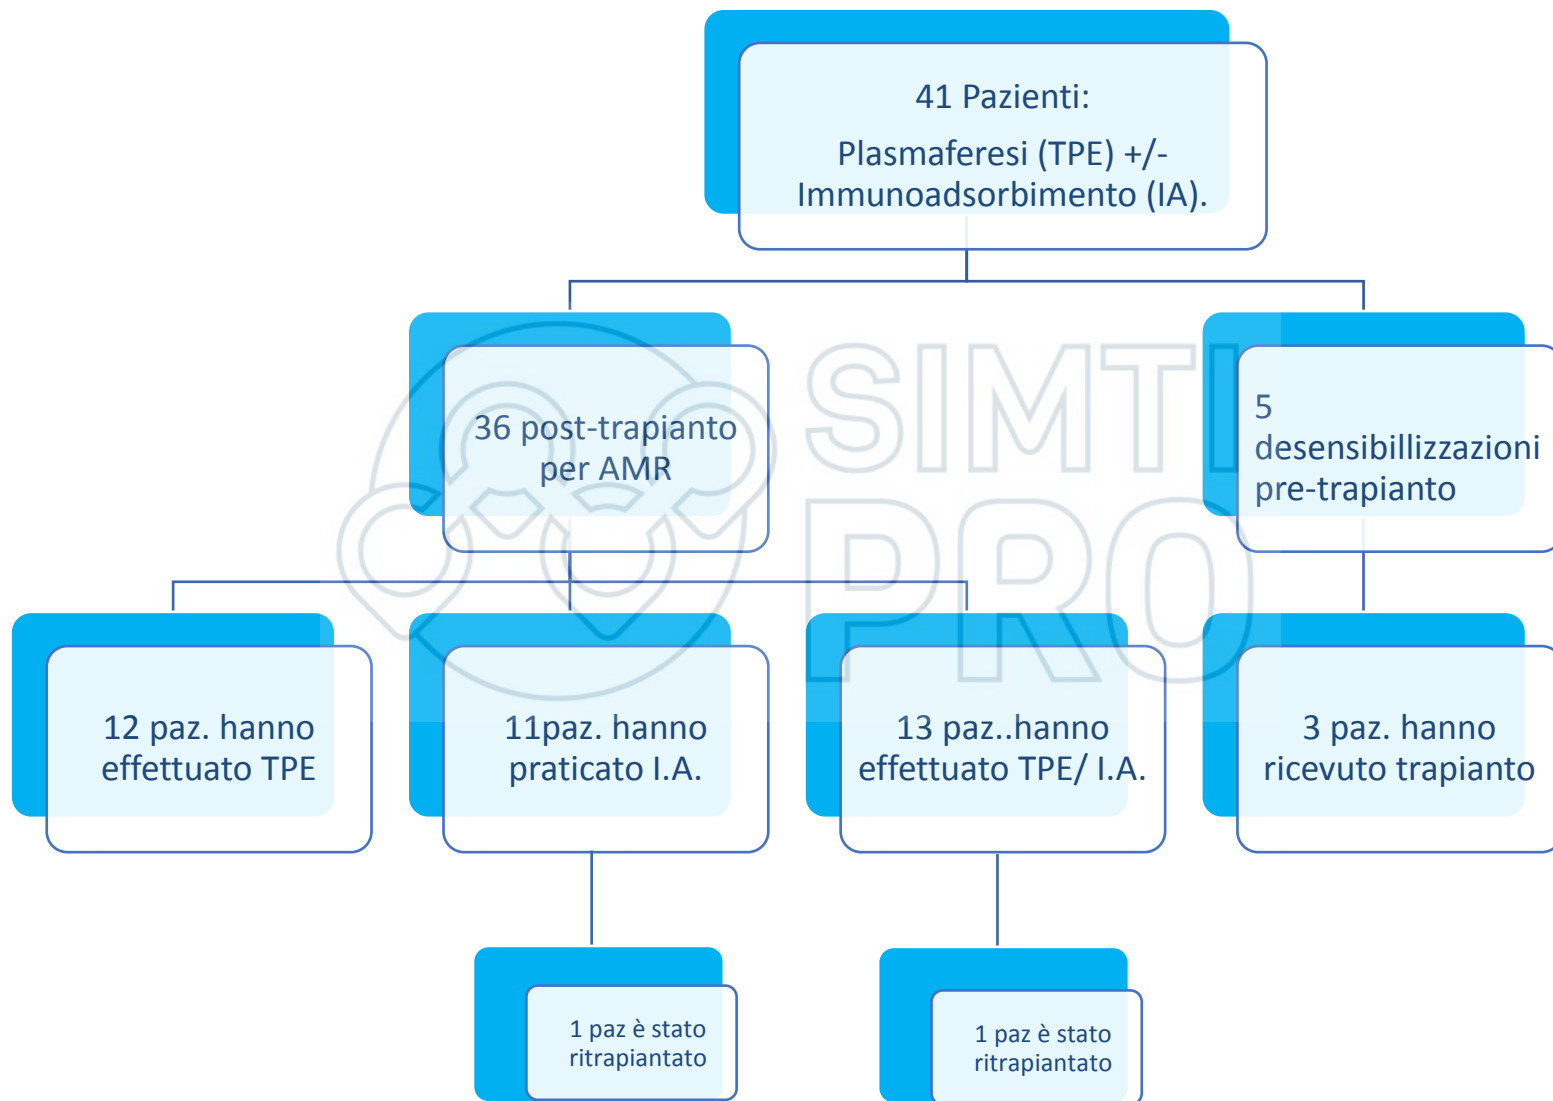 41 Pazienti:
Plasmaferesi (TPE) +/-
Immunoadsorbimento (IA).
36 post-trapianto
per AMR
5
desensibillizzazioni
pre-trapianto
SIMTI
PRO
12 paz. hanno
effettuato TPE
11paz. hanno
praticato I.A.
13 paz..hanno
effettuato TPE/ I.A.
3 paz. hanno
ricevuto trapianto
1 paz è stato
ritrapiantato
1 paz è stato
ritrapiantato